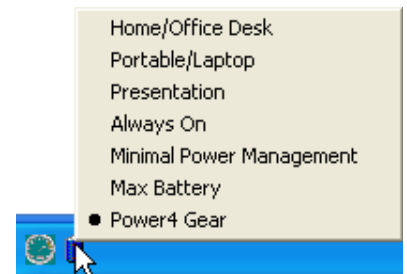 Home/Office Desk
Portable/Laptop
Presentation
Always On
Minimal Power Management
Max Battery
Power4 Gear